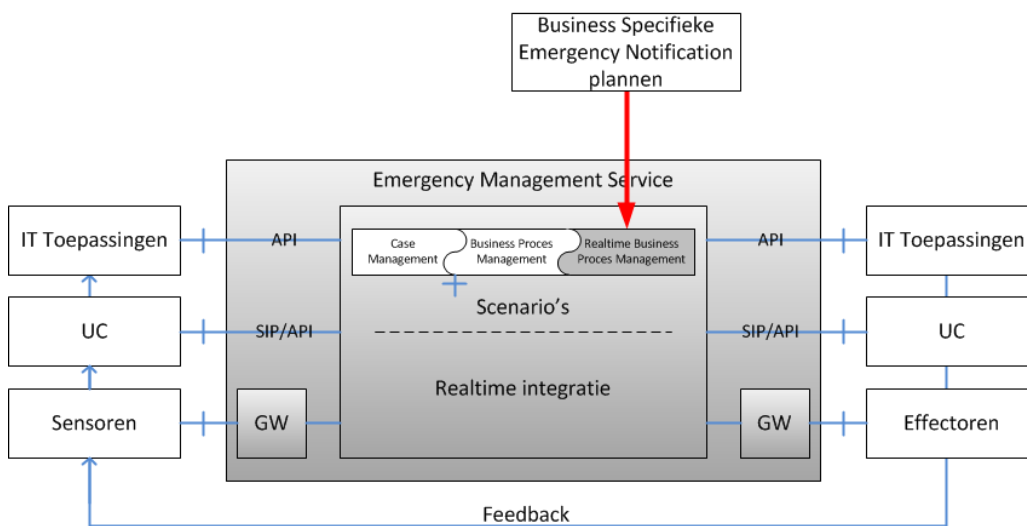 Business Specifieke
Emergency Notification
plannen
Emergency Management Service
IT Toepassingen
API
Case
Management
Business Proces
Management
Realtime Business
Proces Management
API
IT Toepassingen
Scenario's
UC
SIP/API
SIP/API
UC
Realtime integratie
Sensoren
GW
GW
Effectoren
Feedback